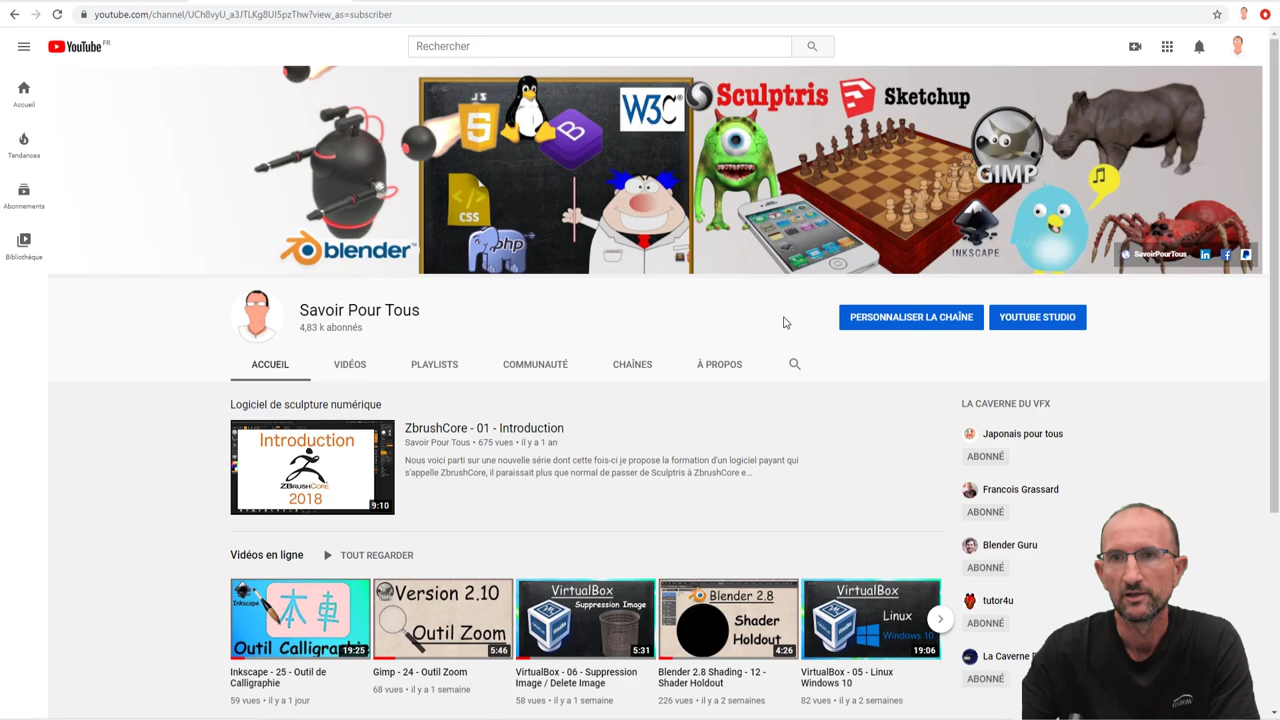 youtube.com/channel/UCh8vyU_a3JTLKg8UI5pzThw?view_as=subscriber
YouTube FR
Rechercher
Accueil
Tendances
Abonnements
Bibliothèque
JS
5
W3C®
Sculptris
Sketchup
B
CSS
php
blender™
GIMP
INKSCAPE
SavoirPourTous
Savoir Pour Tous
4,83 k abonnés
PERSONNALISER LA CHAÎNE
YOUTUBE STUDIO
ACCUEIL
VIDÉOS
PLAYLISTS
COMMUNAUTÉ
CHAÎNES
À PROPOS
Logiciel de sculpture numérique
Introduction
ZBRUSHCORE
2018
9:10
ZbrushCore - 01 - Introduction
Savoir Pour Tous • 675 vues • il y a 1 an
Nous voici parti sur une nouvelle série dont cette fois-ci je propose la formation d'un logiciel payant qui
s'appelle ZbrushCore, il paraissait plus que normal de passer de Sculptris à ZbrushCore e...
LA CAVERNE DU VFX
Japonais pour tous
ABONNÉ
Francois Grassard
ABONNÉ
Blender Guru
ABONNÉ
tutor4u
ABONNÉ
La Caverne D
ABONNÉ
Vidéos en ligne
TOUT REGARDER
Inkscape
本車
Outil Calligra
19:25
Inkscape - 25 - Outil de
Calligraphie
59 vues • il y a 1 jour
Version 2.10
Outil Zoom
5:46
Gimp - 24 - Outil Zoom
68 vues • il y a 1 semaine
VirtualBox
Suppression Image
5:31
VirtualBox - 06 - Suppression
Image / Delete Image
58 vues • il y a 1 semaine
Blender 2.8
Shader
Holdout
4:26
Blender 2.8 Shading - 12 -
Shader Holdout
226 vues • il y a 2 semaines
VirtualBox
Linux
Windows 10
19:06
VirtualBox - 05 - Linux
Windows 10
82 vues • il y a 2 semaines